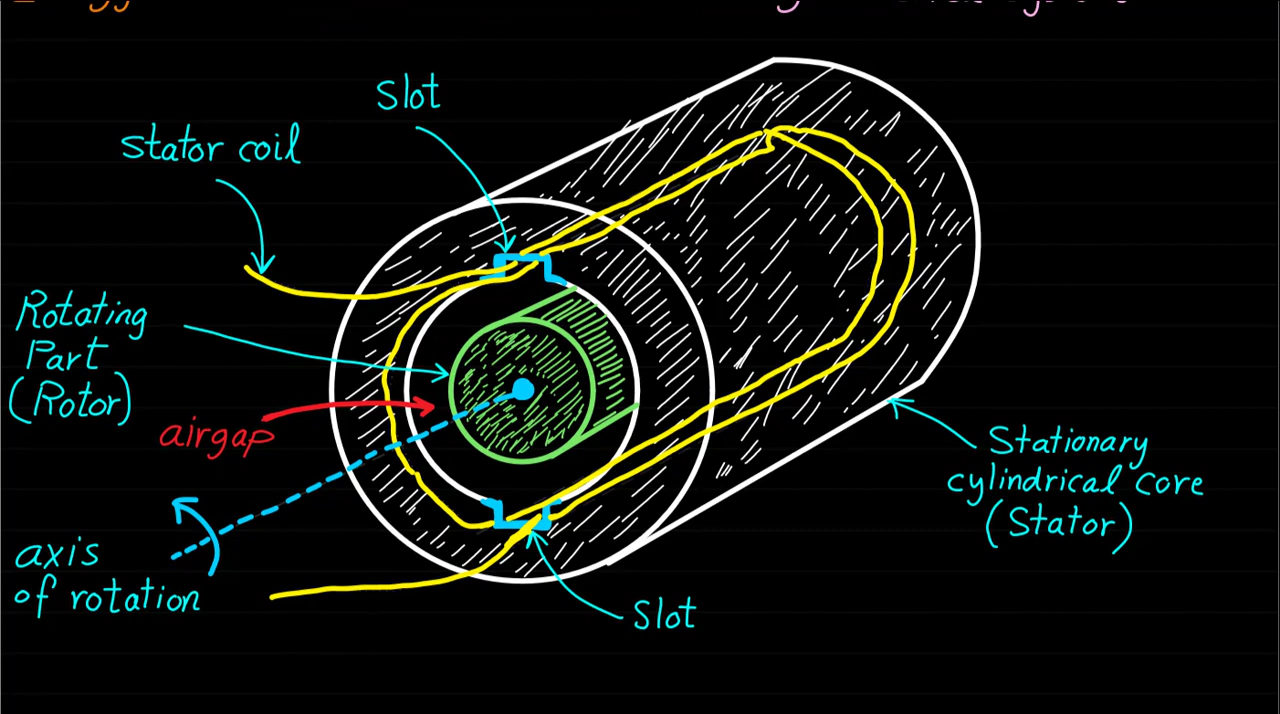 Slot
Stator coil
Rotating
Part
(Rotor)
airgap
axis
of rotation
Slot
Stationary
cylindrical core
(Stator)